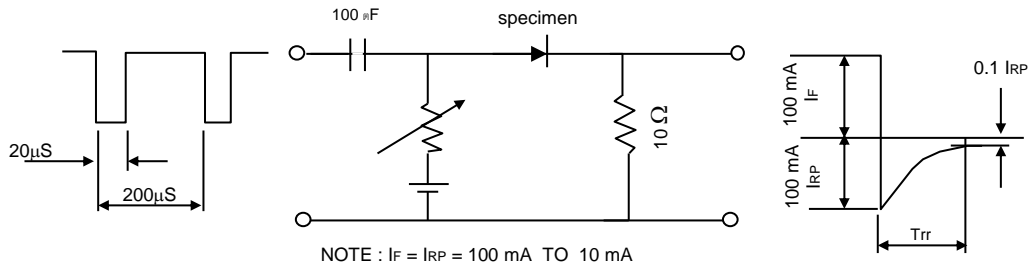 100 µF
specimen
20µS
200µS
10 Ω
100 mA
IF
100 mA
IRP
0.1 IRP
Trr
NOTE : IF = IRP = 100 mA TO 10 mA